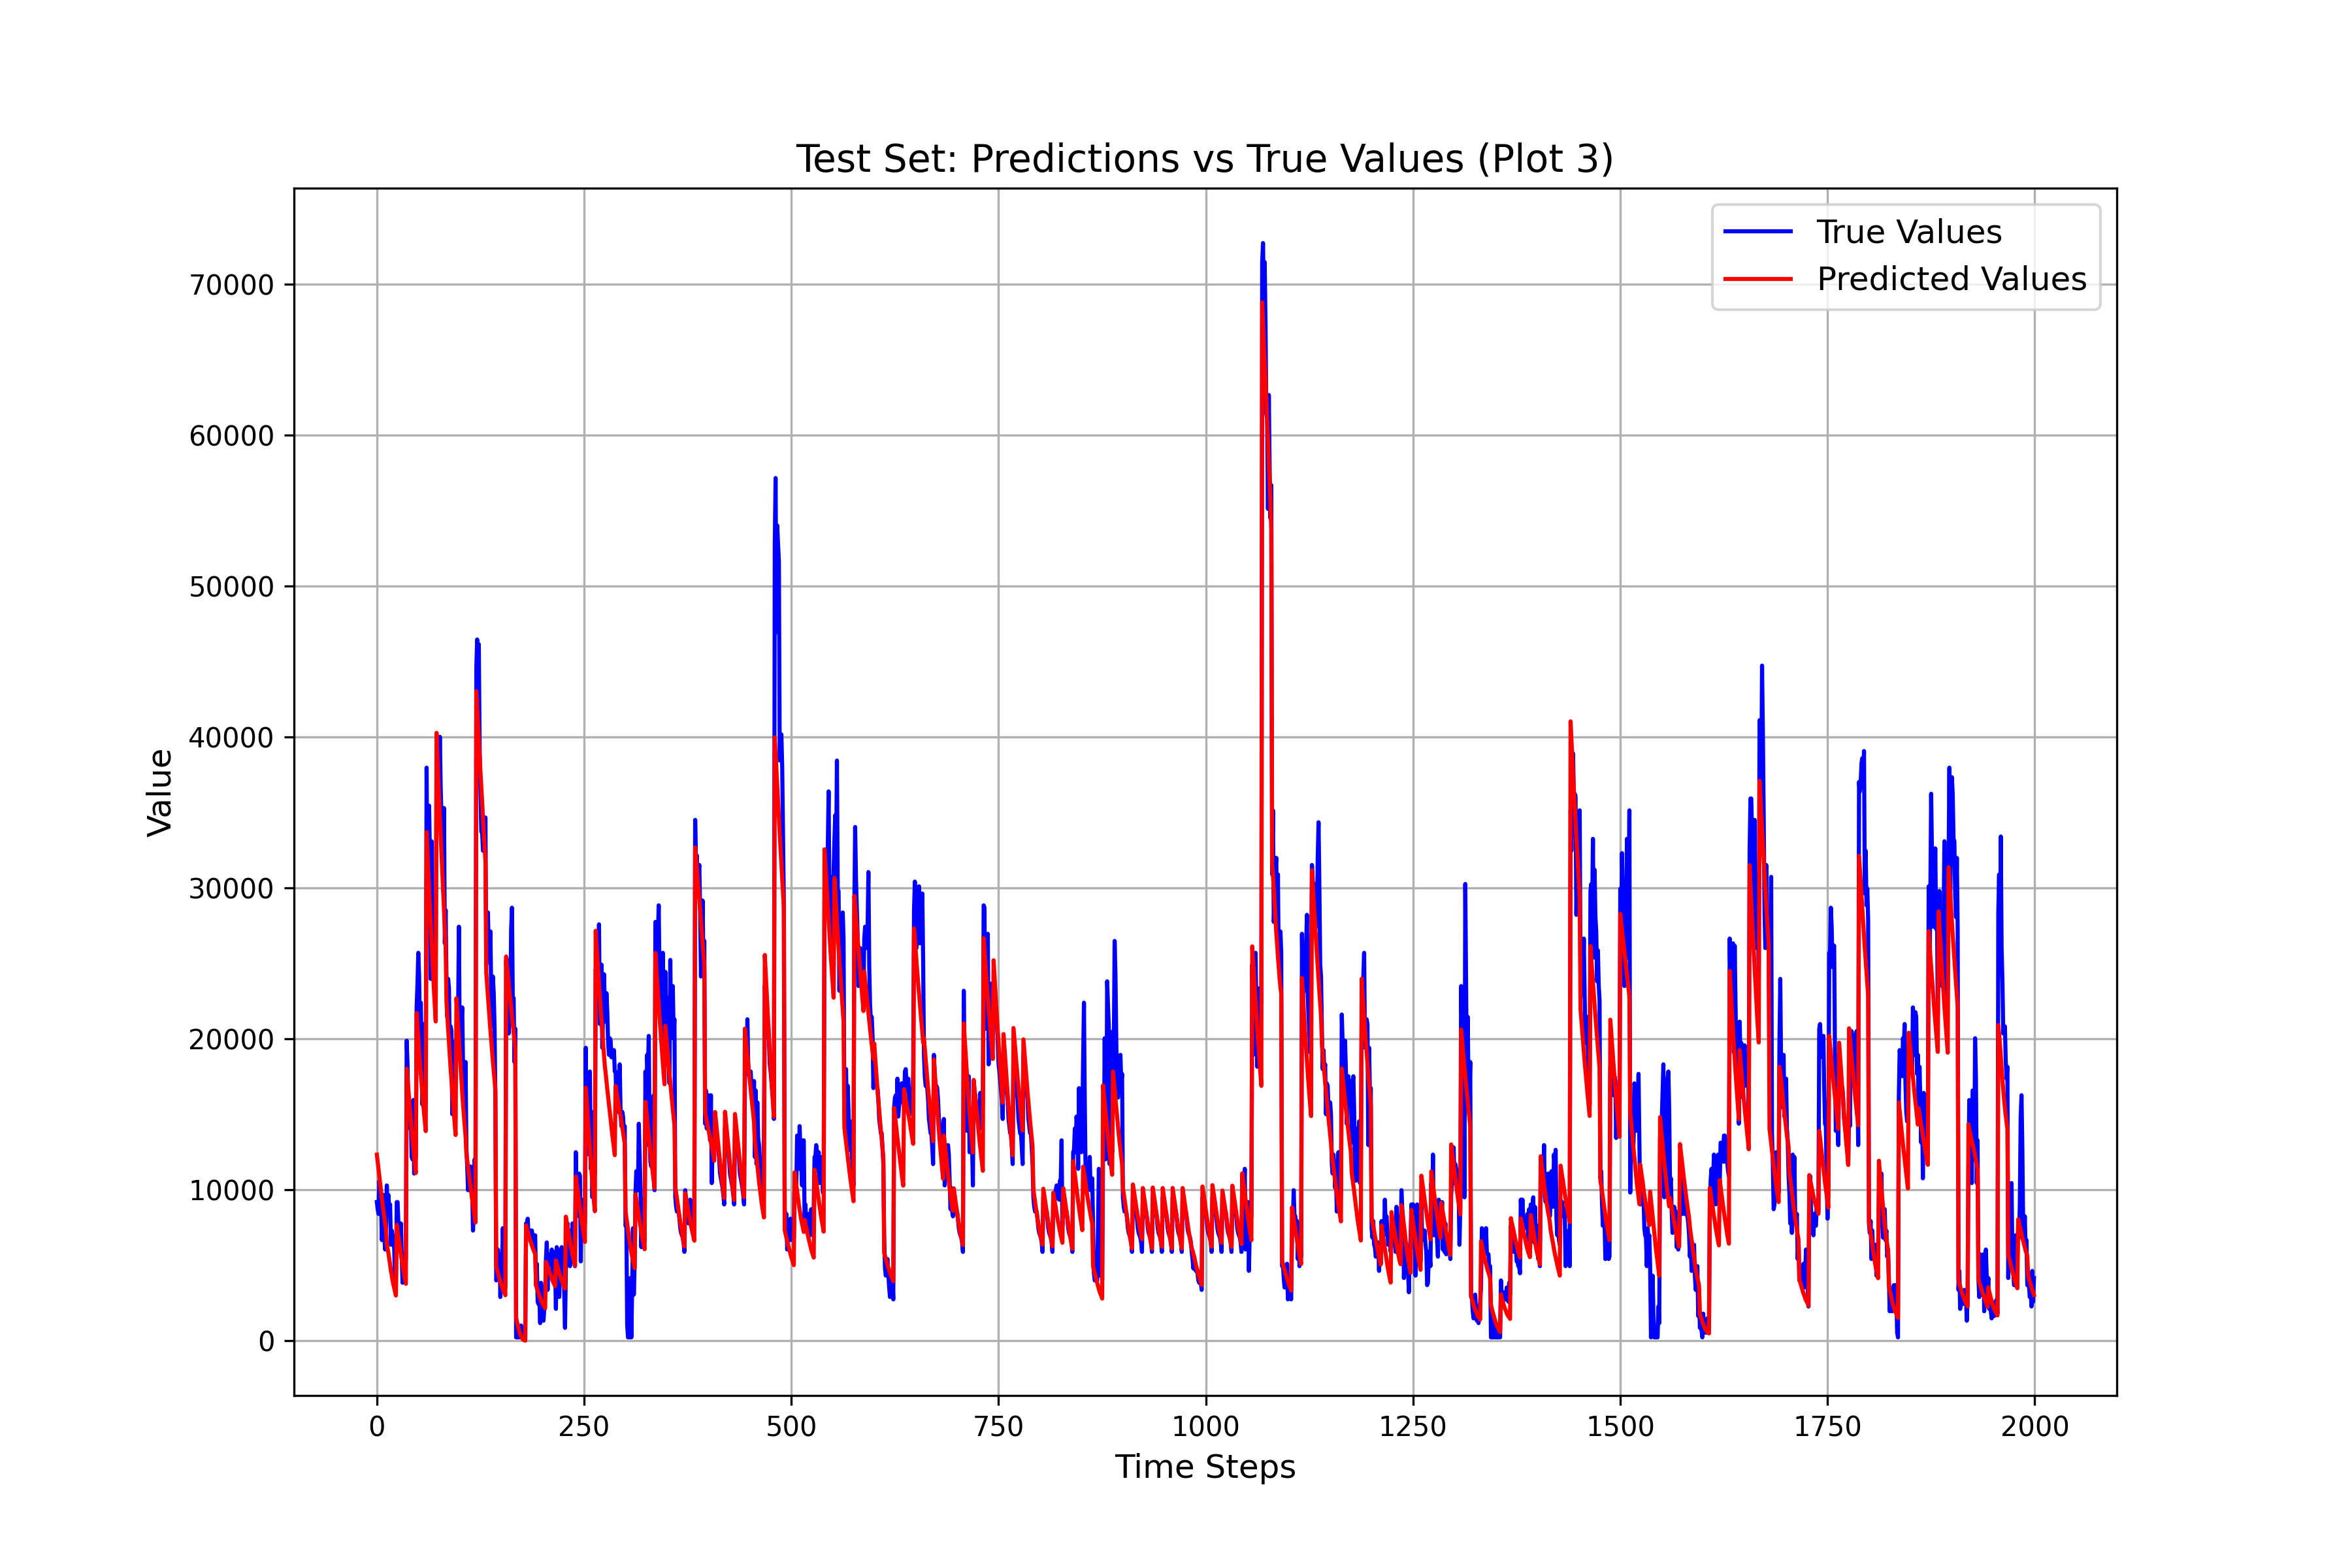 Test Set: Predictions vs True Values (Plot 3)
True Values
Predicted Values
Value
70000
60000
50000
40000
30000
20000
10000
0
0 250 500 750 1000 1250 1500 1750 2000
Time Steps